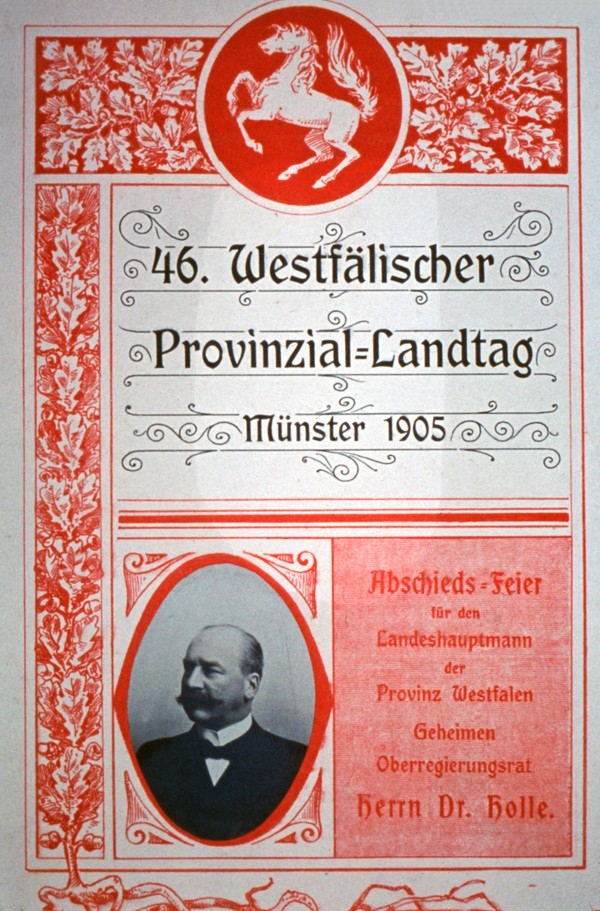 46. Westfälischer
Provinzial=Landtag
Münster 1905
Abschieds=Feier
für den
Landeshauptmann
der
Provinz Westfalen
Geheimen
Oberregierungsrat
Herrn Dr. Holle.